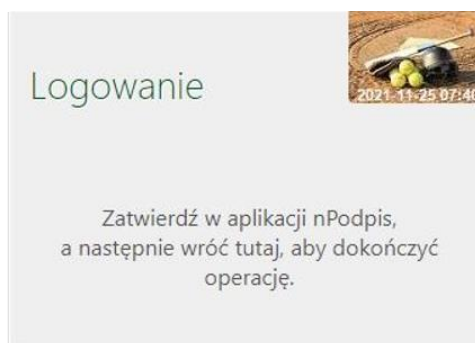 Logowanie
2021-11-25 07:40
Zatwierdź w aplikacji nPodpis,
a następnie wróć tutaj, aby dokończyć
operację.